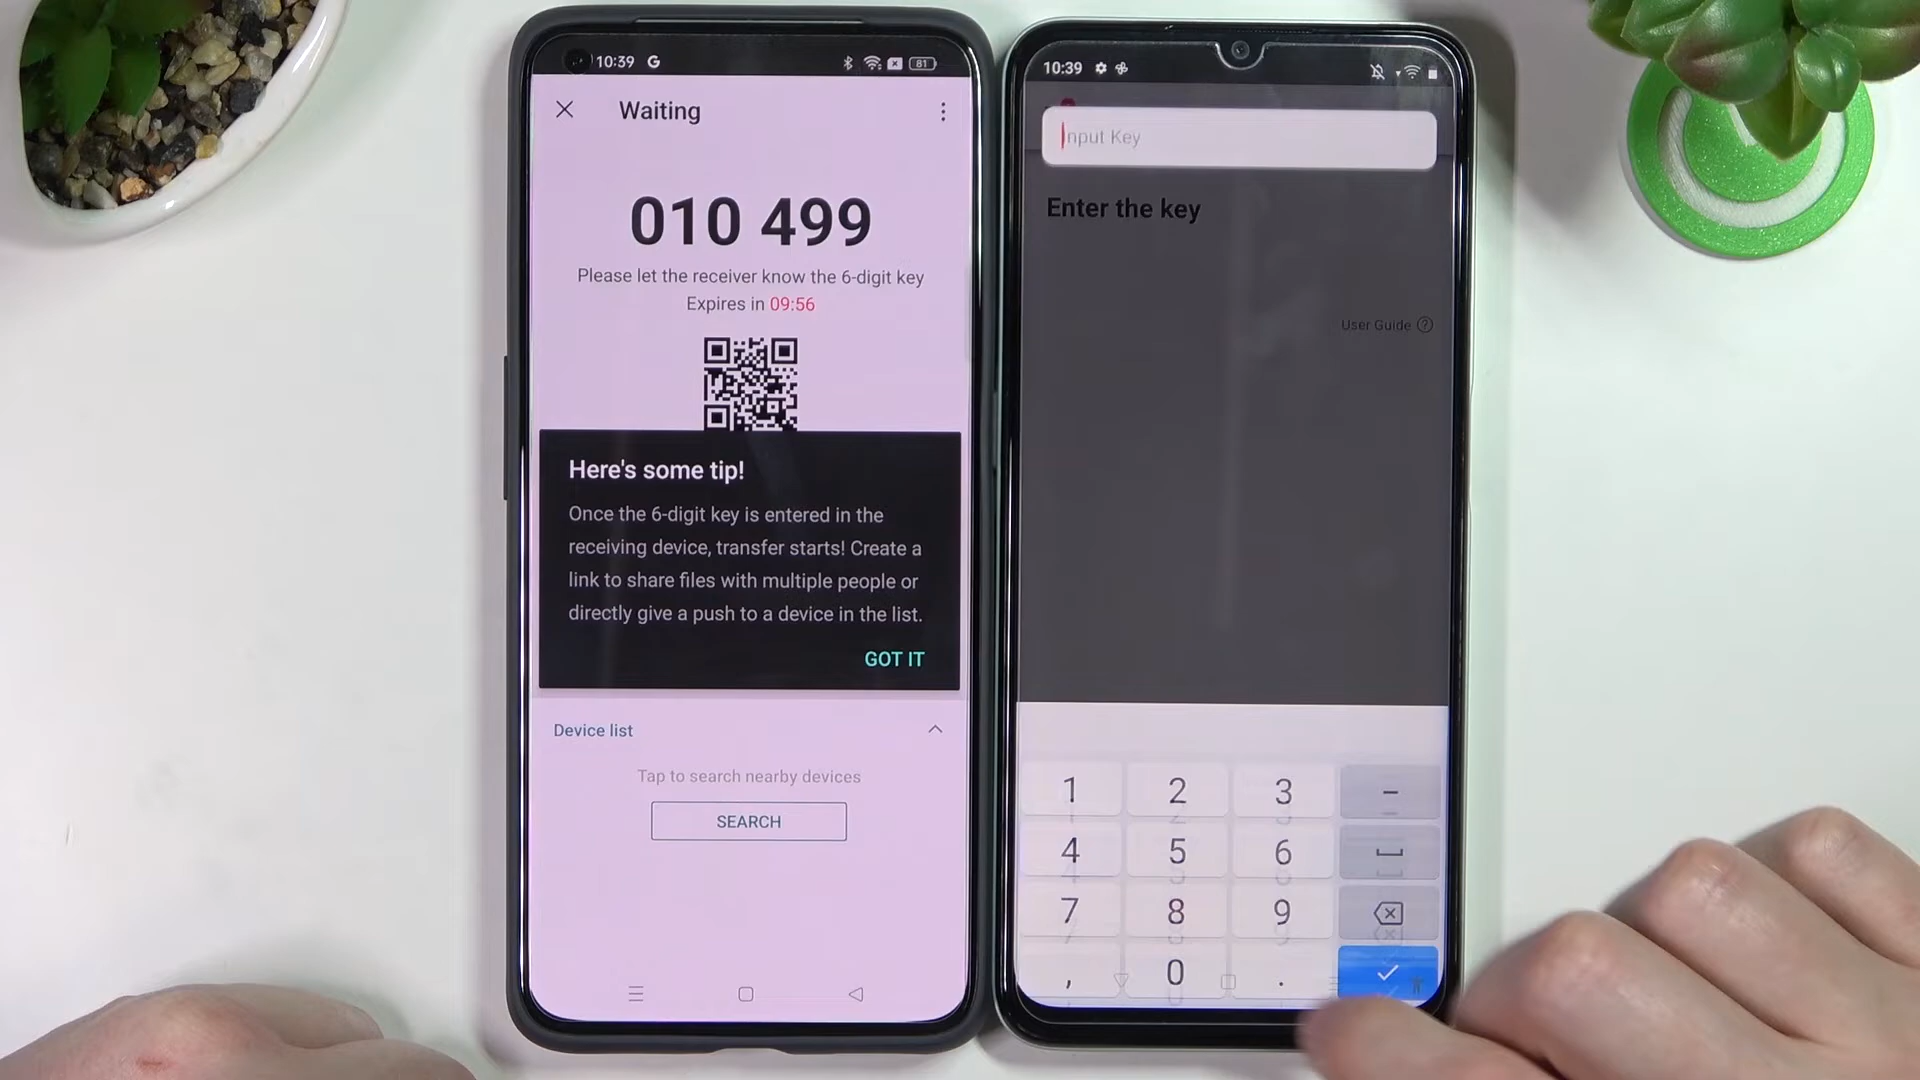 10:39 G
81
Waiting
010 499
Please let the receiver know the 6-digit key
Expires in 09:56
Here's some tip!
Once the 6-digit key is entered in the
receiving device, transfer starts! Create a
link to share files with multiple people or
directly give a push to a device in the list.
GOT IT
Device list
Tap to search nearby devices
SEARCH
10:39
Input Key
Enter the key
User Guide ?
1 2 3 -
4 5 6
7 8 9
, 0 .